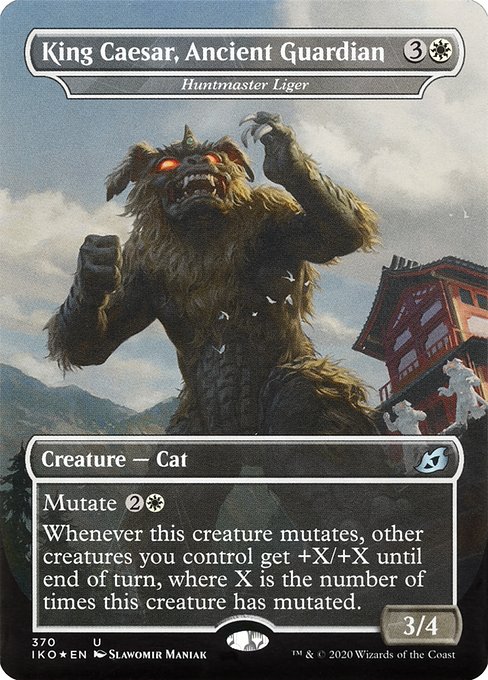 King Caesar, Ancient Guardian 3
Huntmaster Liger
Creature — Cat
Mutate 2
Whenever this creature mutates, other
creatures you control get +X/+X until
end of turn, where X is the number of
times this creature has mutated.
3/4
370 U
IKO★EN Slawomir Maniak
™ & © 2020 Wizards of the Coast